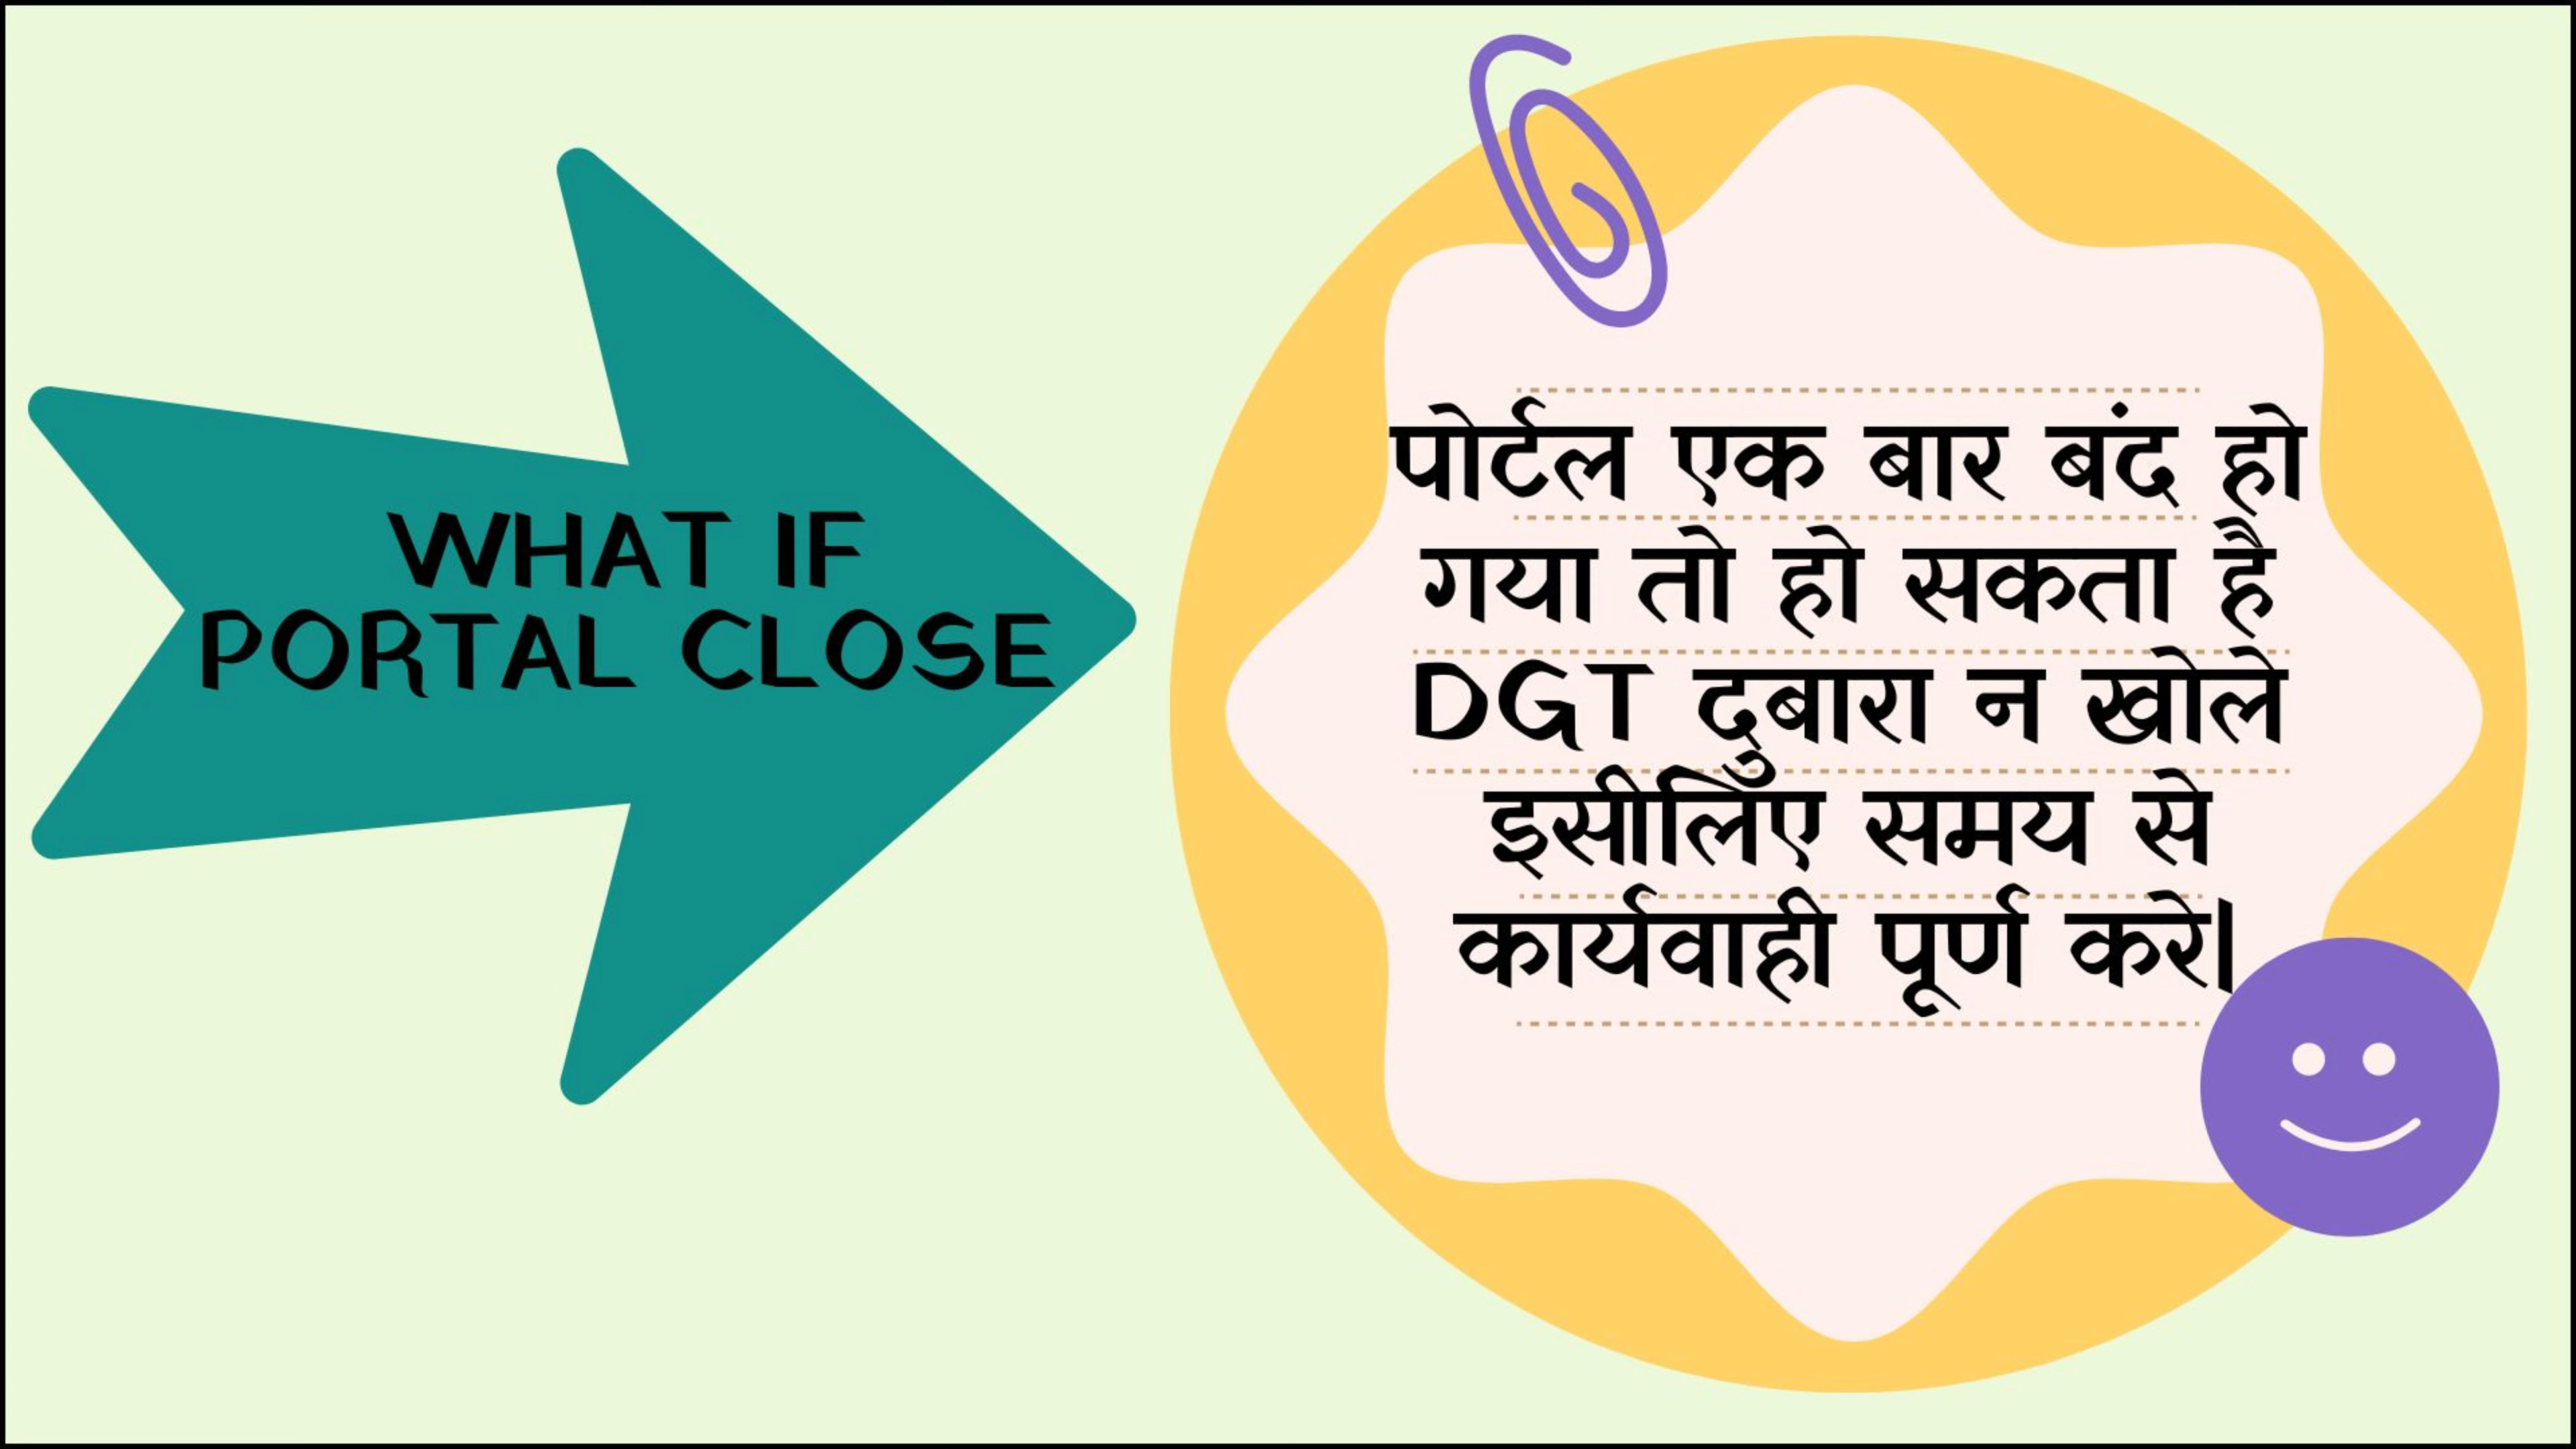 WHAT IF
PORTAL CLOSE
पोर्टल एक बार बंद हो
गया तो हो सकता है
DGT दुबारा न खोले
इसीलिए समय से
कार्यवाही पूर्ण करे|